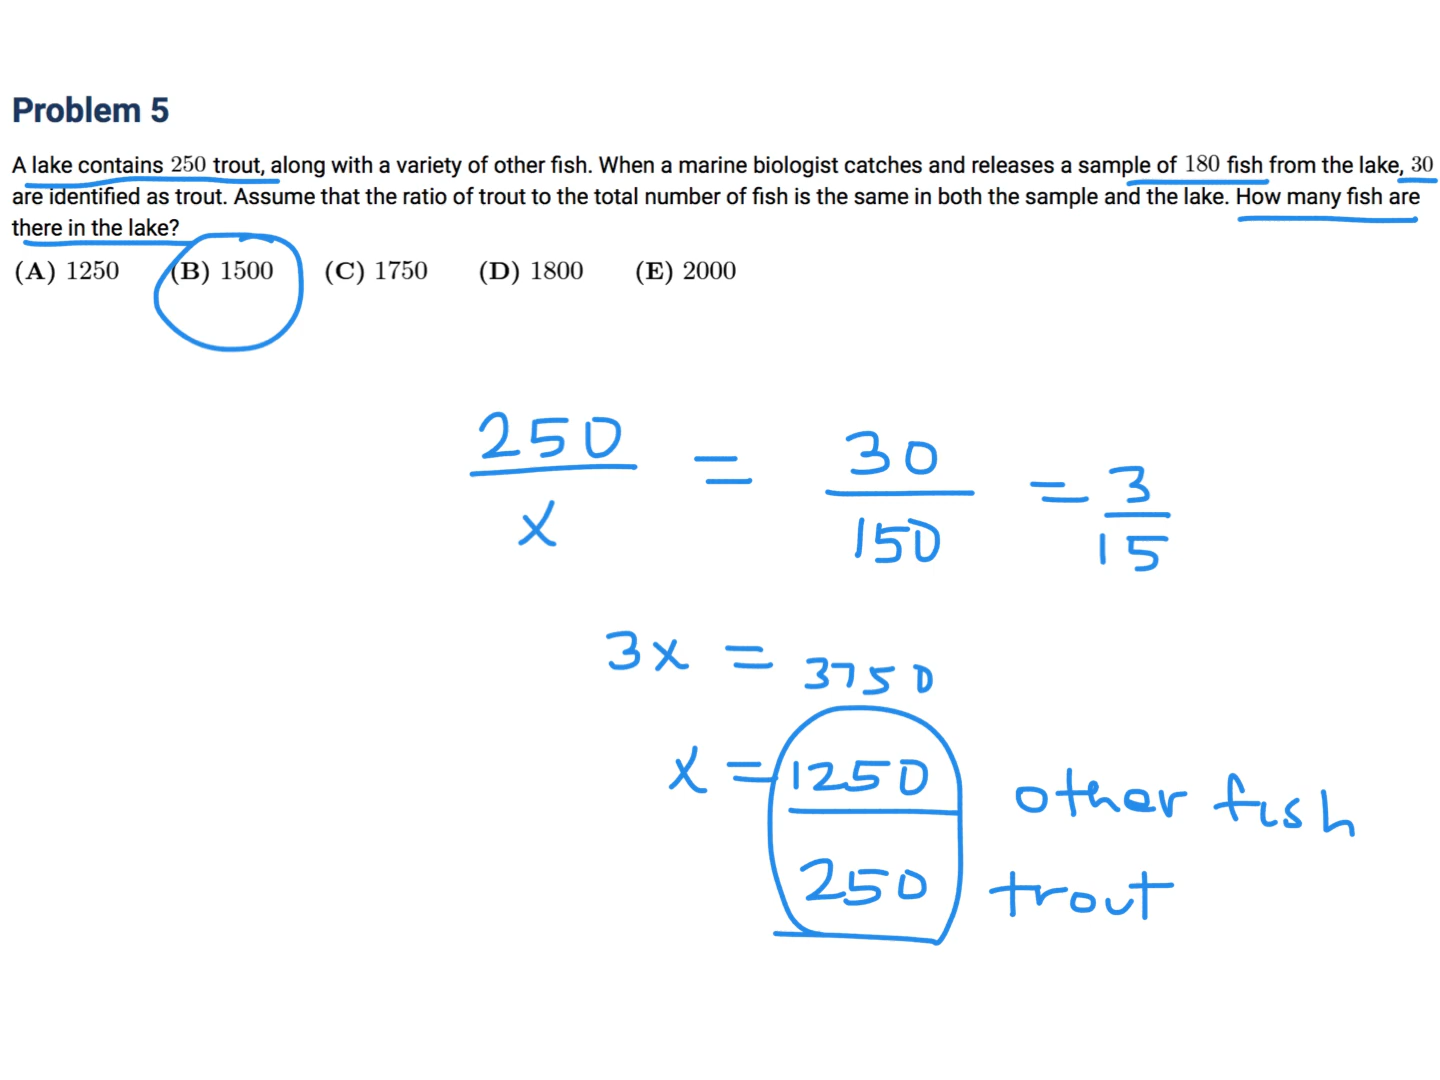 Problem 5
A lake contains 250 trout, along with a variety of other fish. When a marine biologist catches and releases a sample of 180 fish from the lake, 30
are identified as trout. Assume that the ratio of trout to the total number of fish is the same in both the sample and the lake. How many fish are
there in the lake?
(A) 1250 (B) 1500 (C) 1750 (D) 1800 (E) 2000
250 / x = 30 / 150 = 3 / 15
3x = 3750
x = 1250 other fish
250 trout